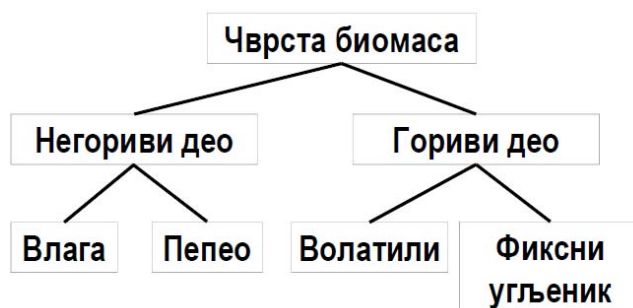 Чврста биомаса
Негориви део
Гориви део
Влага
Пепео
Волатили
Фиксни
угљеник